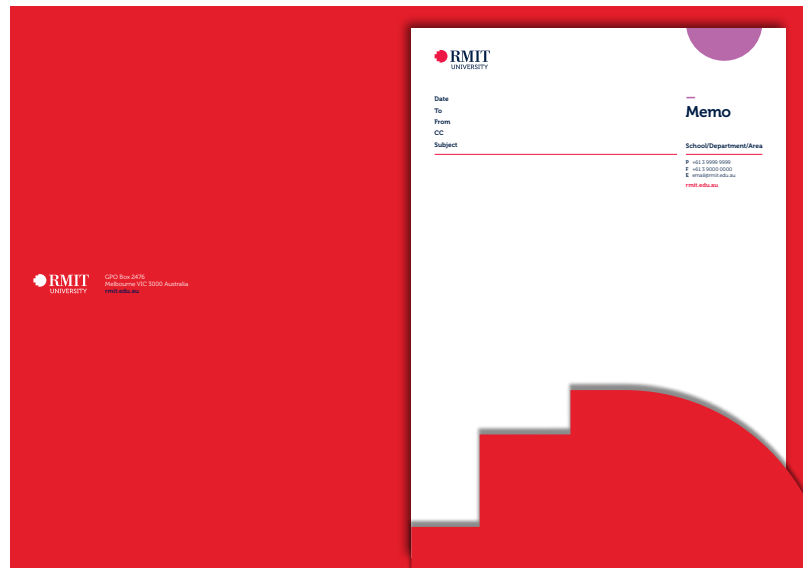 RMIT
UNIVERSITY
GPO Box 2476
Melbourne VIC 3000 Australia
rmit.edu.au
RMIT
UNIVERSITY
Date
To
From
CC
Subject
Memo
School/Department/Area
P +61 3 9999 9999
F +61 3 9000 0000
E email@rmit.edu.au
rmit.edu.au